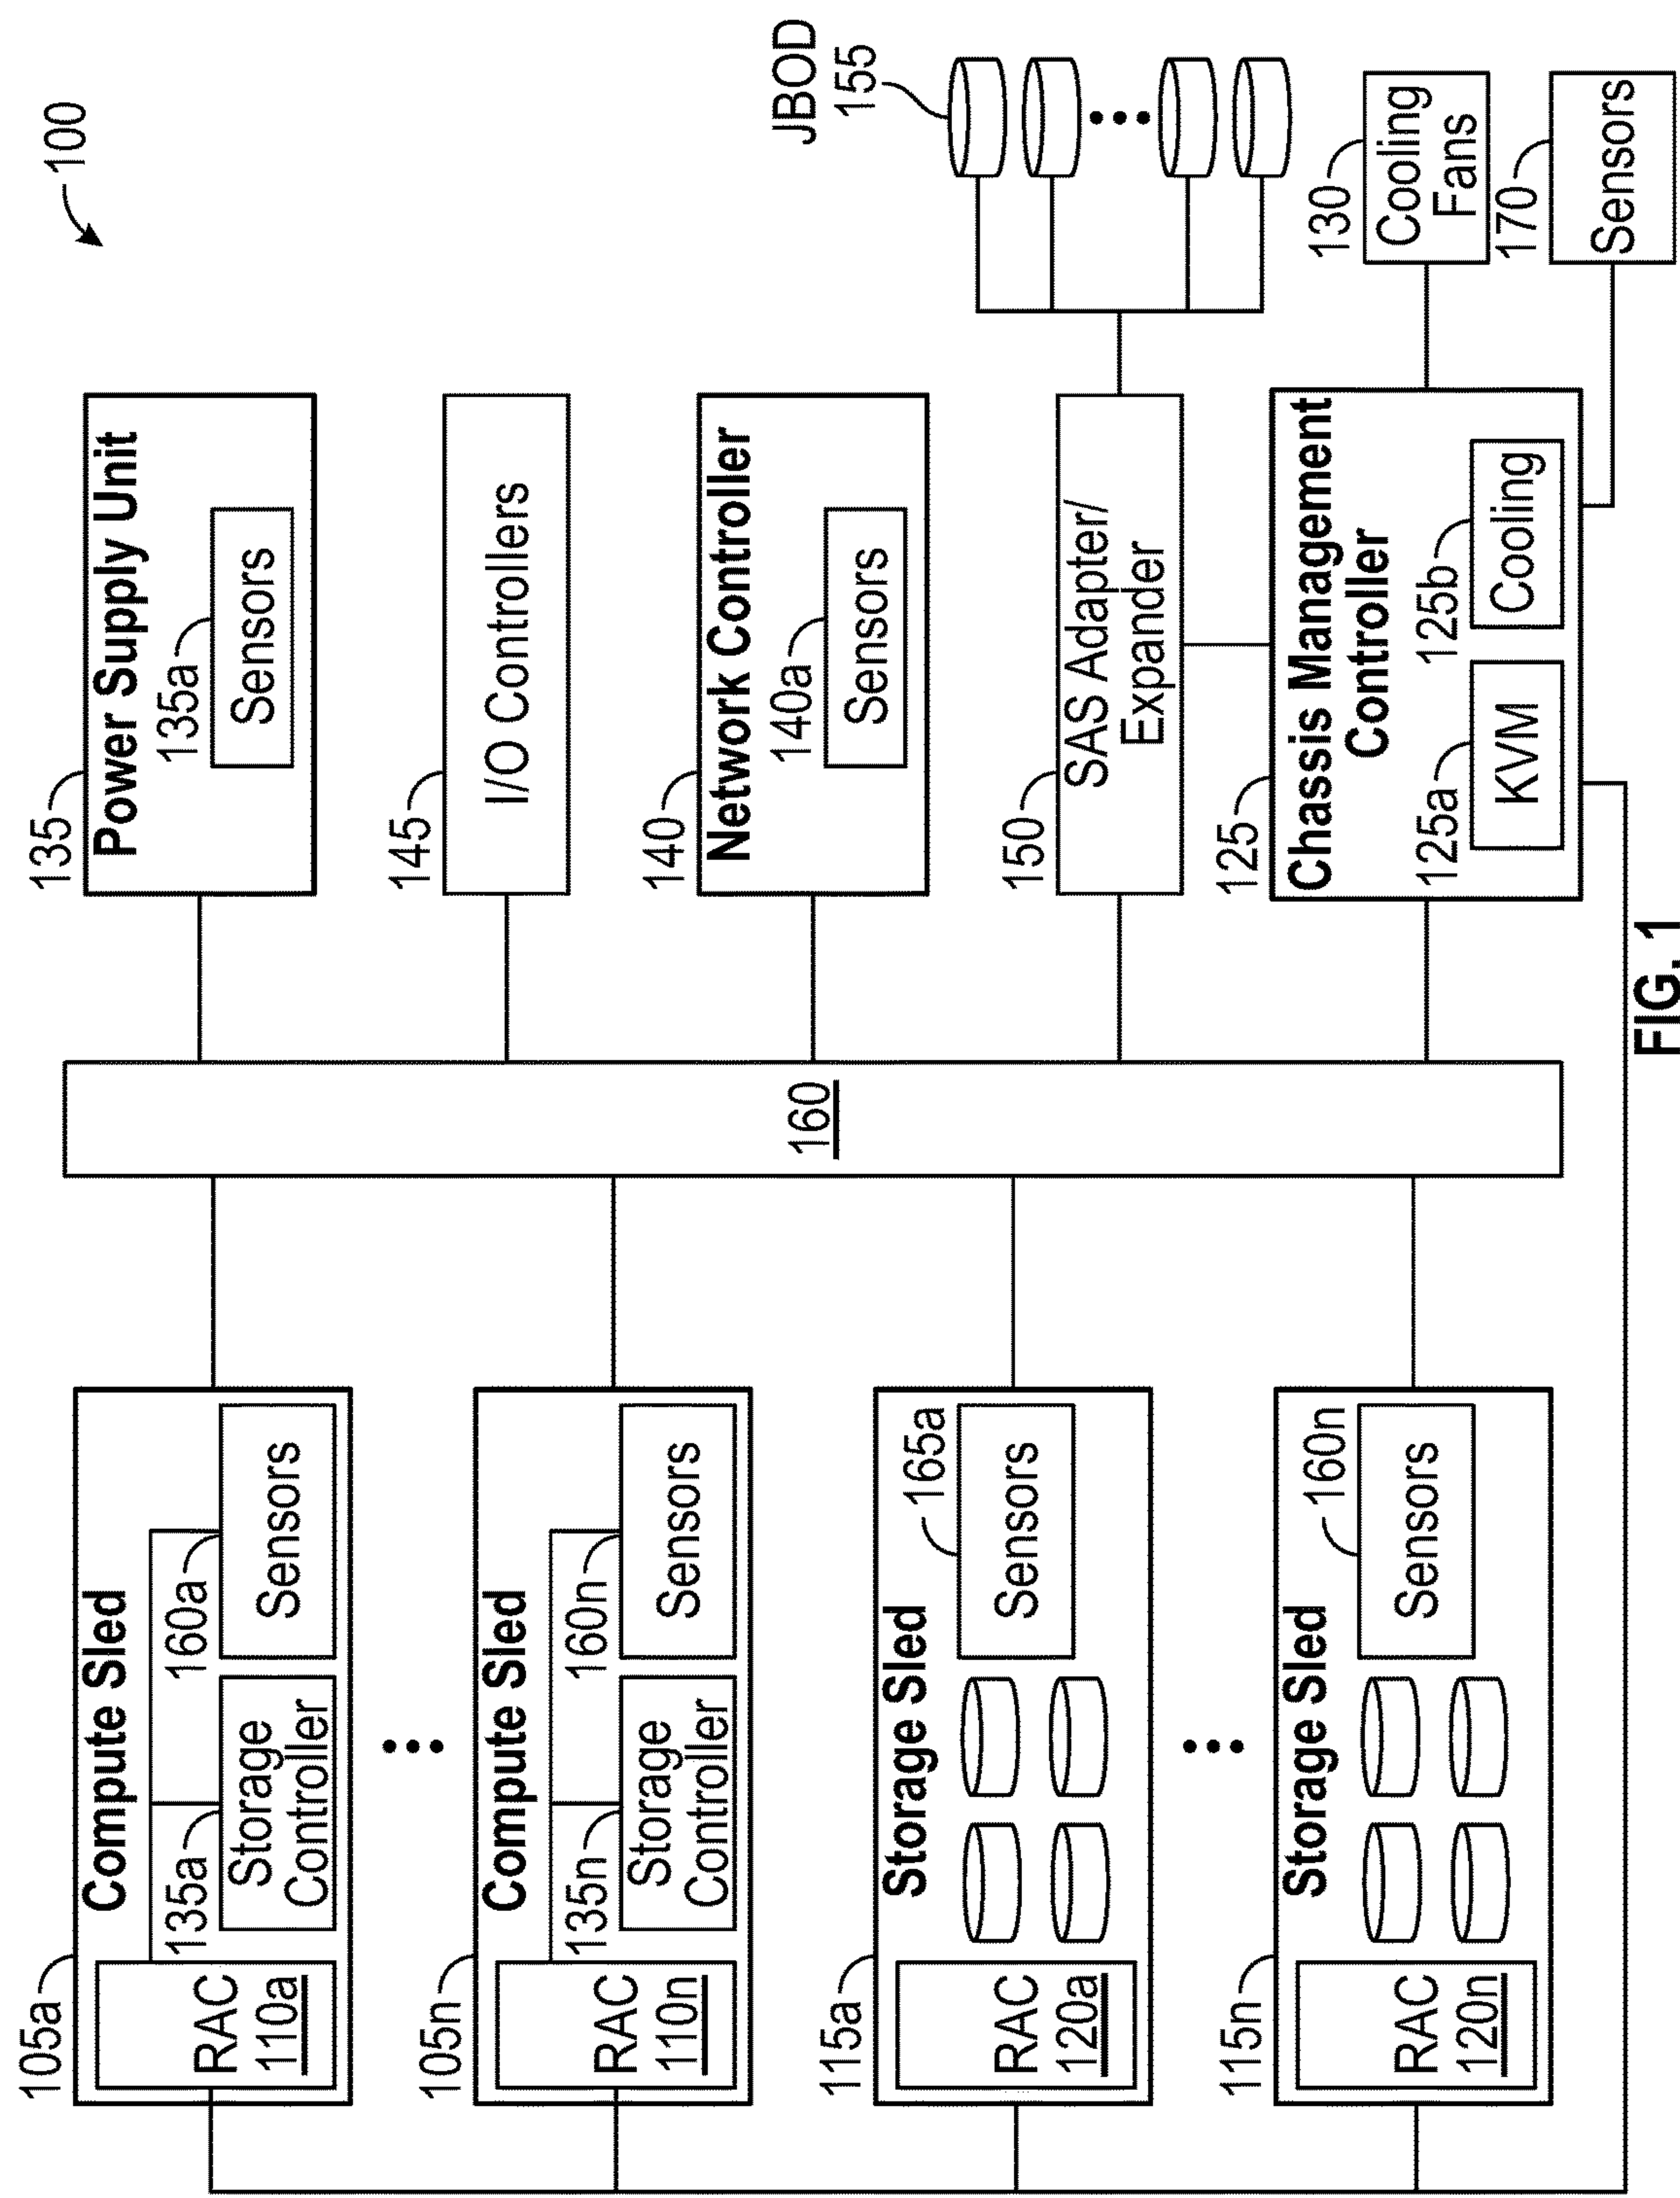 100
105a
Compute Sled
RAC
110a
135a
Storage
Controller
160a
Sensors
105n
Compute Sled
RAC
110n
135n
Storage
Controller
160n
Sensors
115a
Storage Sled
RAC
120a
165a
Sensors
115n
Storage Sled
RAC
120n
160n
Sensors
160
135
Power Supply Unit
135a
Sensors
145
I/O Controllers
140
Network Controller
140a
Sensors
150
SAS Adapter/
Expander
JBOD
155
125
Chassis Management
Controller
125a
KVM
125b
Cooling
130
Cooling
Fans
170
Sensors
FIG. 1